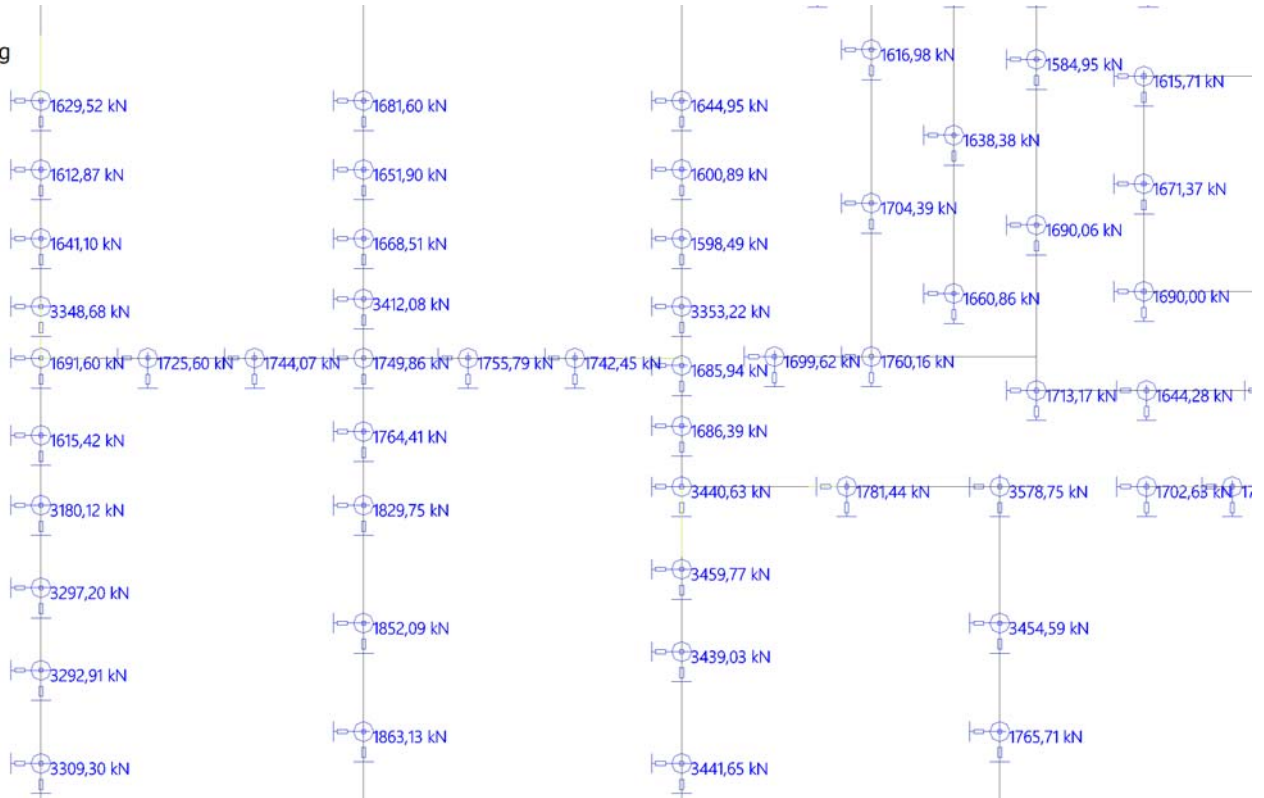 g
1616,98 kN
1584,95 kN
1615,71 kN
1629,52 kN
1681,60 kN
1644,95 kN
1638,38 kN
1612,87 kN
1651,90 kN
1600,89 kN
1671,37 kN
1704,39 kN
1690,06 kN
1641,10 kN
1668,51 kN
1598,49 kN
1660,86 kN
1690,00 kN
3348,68 kN
3412,08 kN
3353,22 kN
1691,60 kN
1725,60 kN
1744,07 kN
1749,86 kN
1755,79 kN
1742,45 kN
1685,94 kN
1699,62 kN
1760,16 kN
1713,17 kN
1644,28 kN
1615,42 kN
1764,41 kN
1686,39 kN
3440,63 kN
1781,44 kN
3578,75 kN
1702,63 kN
3180,12 kN
1829,75 kN
3459,77 kN
3297,20 kN
1852,09 kN
3454,59 kN
3439,03 kN
3292,91 kN
1863,13 kN
1765,71 kN
3309,30 kN
3441,65 kN